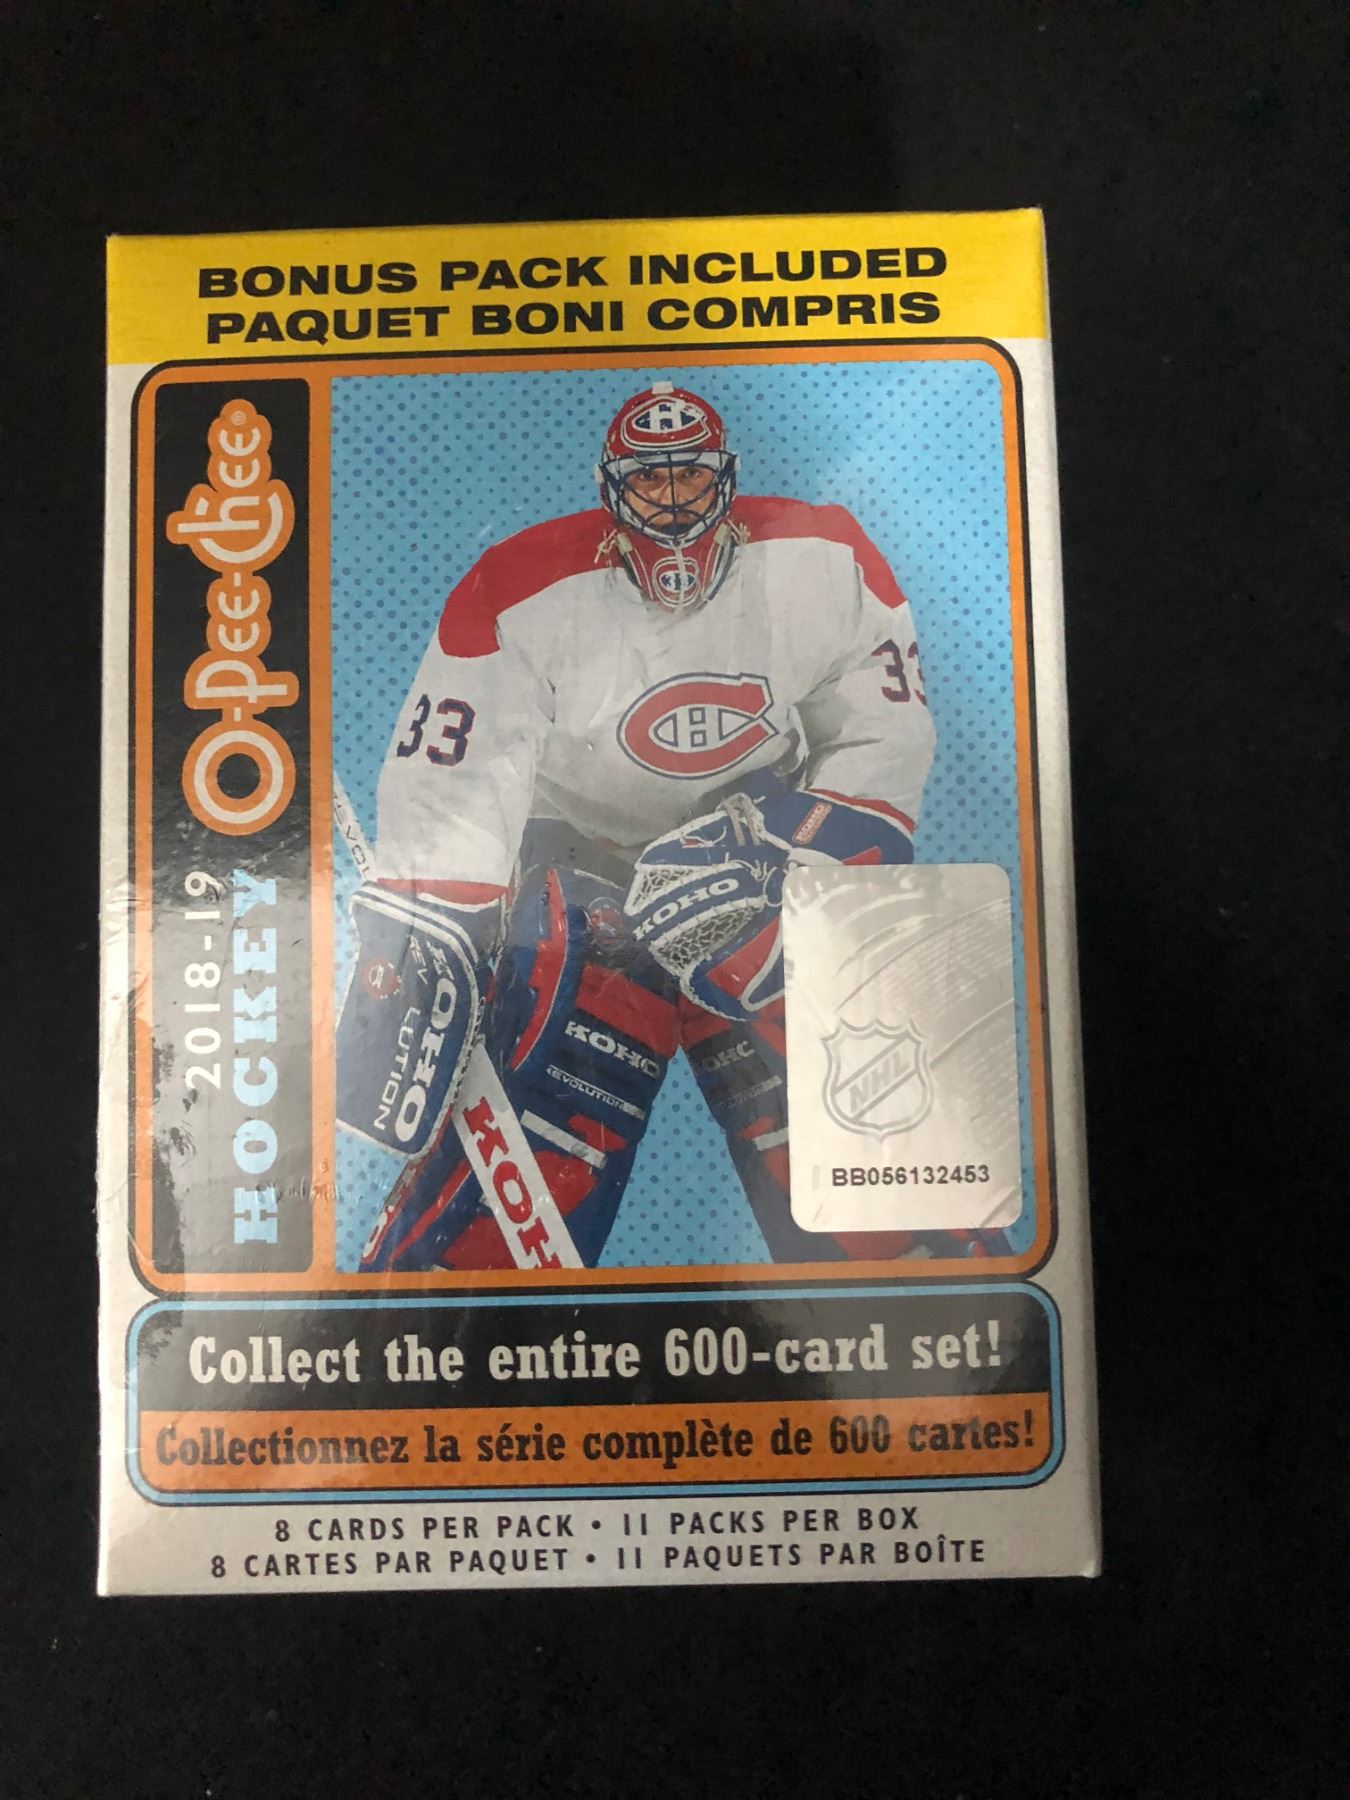 BONUS PACK INCLUDED
PAQUET BONI COMPRIS
O-Pee-Chee®
2018-19
HOCKEY
33
33
KOHO
KOHO
KOHO
EVOLUTION
KOHO
NHL
BB056132453
Collect the entire 600-card set!
Collectionnez la série complète de 600 cartes!
8 CARDS PER PACK • 11 PACKS PER BOX
8 CARTES PAR PAQUET • 11 PAQUETS PAR BOÎTE